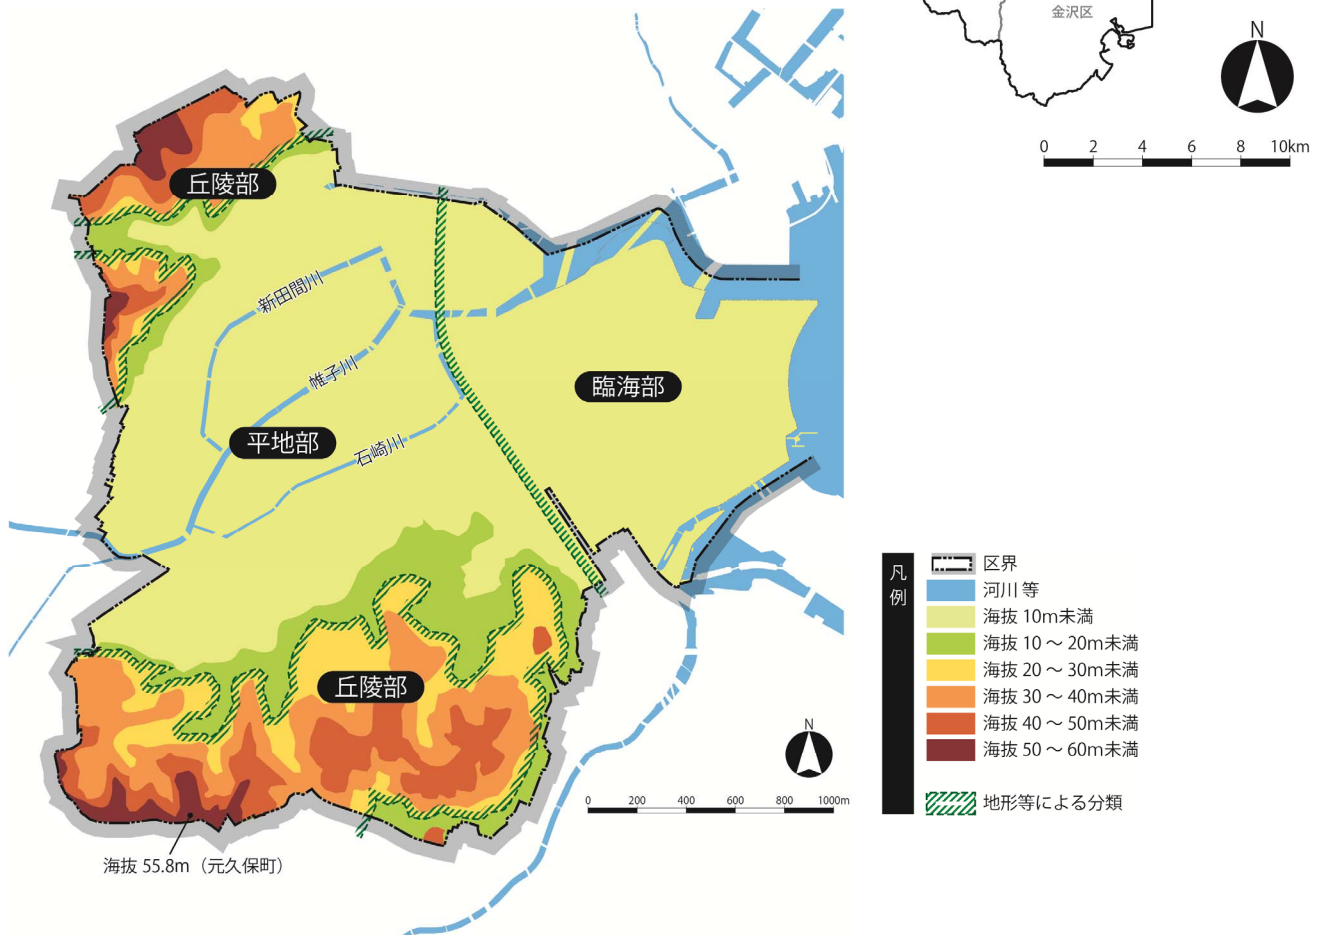 金沢区
N
0 2 4 6 8 10km
丘陵部
新田間川
帷子川
臨海部
平地部
石崎川
丘陵部
N
0 200 400 600 800 1000m
海抜 55.8m（元久保町）
凡例
区界
河川 等
海抜 10m未満
海抜 10 ～ 20m未満
海抜 20 ～ 30m未満
海抜 30 ～ 40m未満
海抜 40 ～ 50m未満
海抜 50 ～ 60m未満
地形等による分類